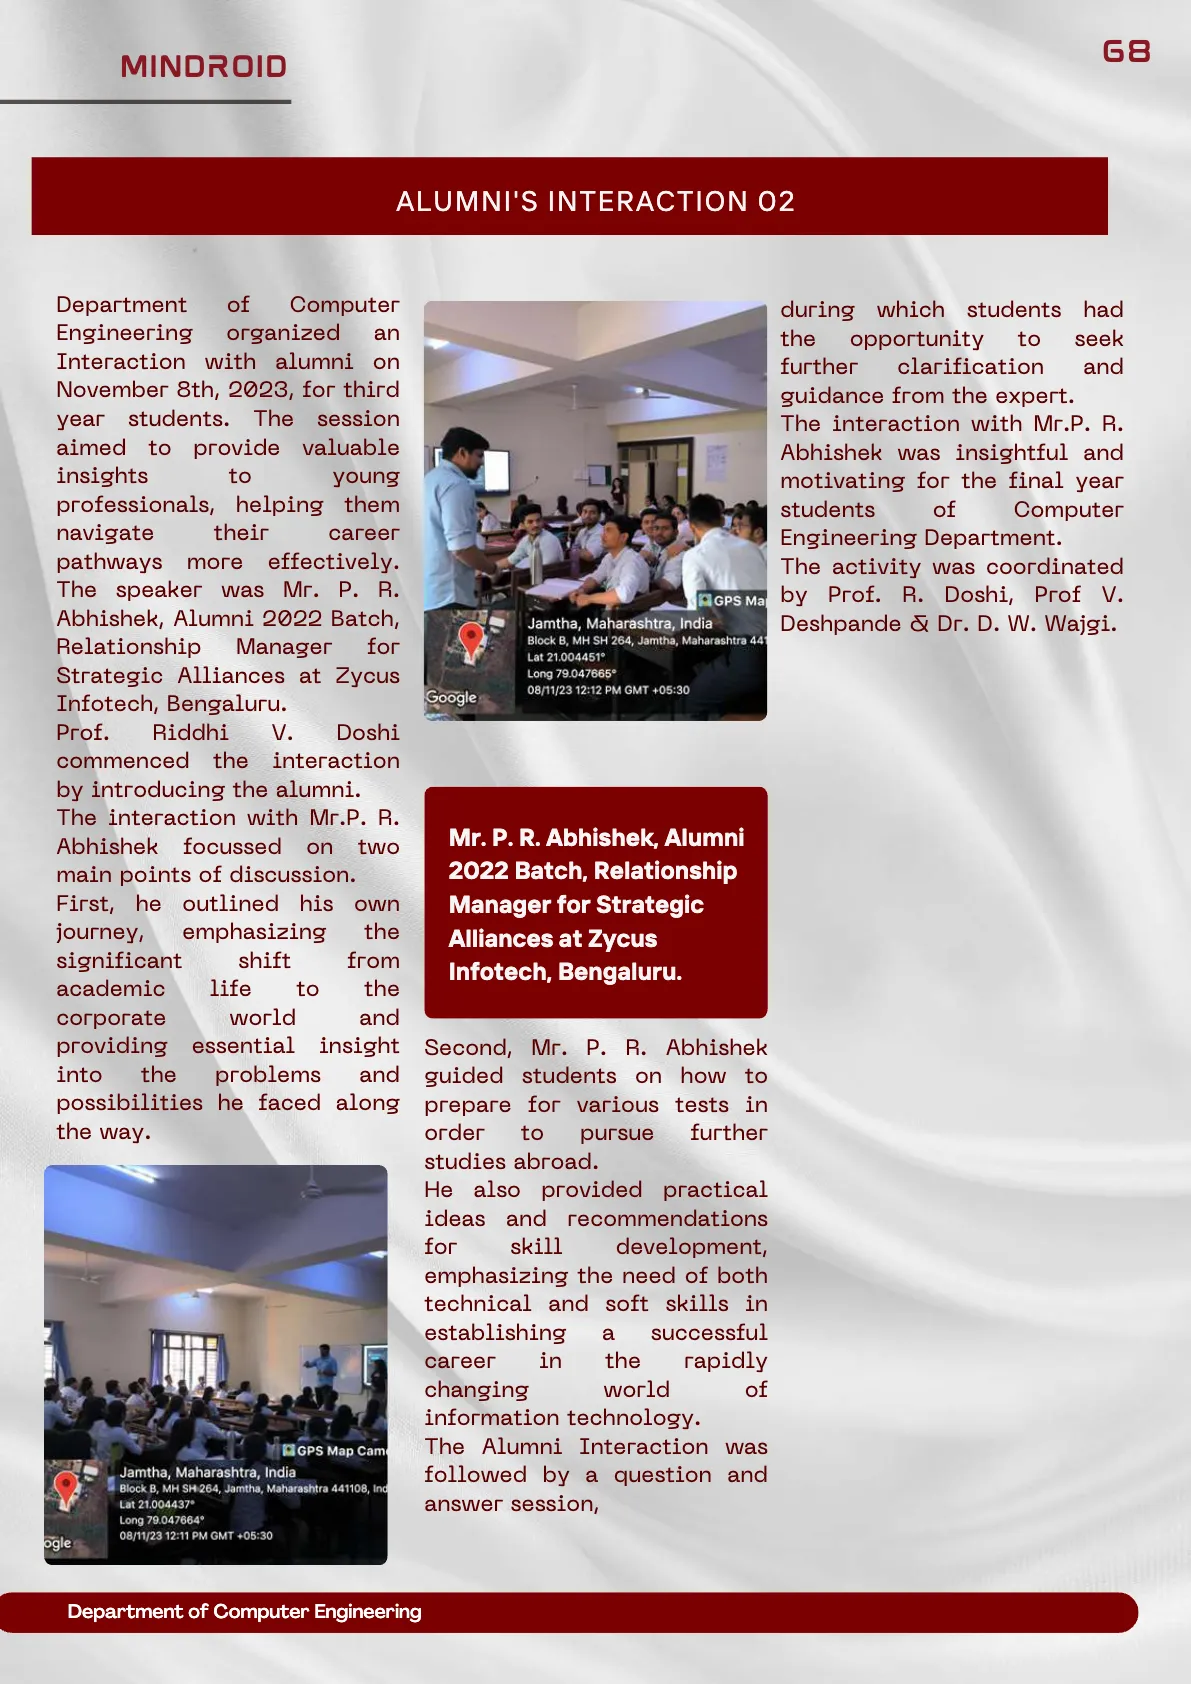 MINDROID
68
ALUMNI'S INTERACTION 02
Department of Computer
Engineering organized an
Interaction with alumni on
November 8th, 2023, for third
year students. The session
aimed to provide valuable
insights to young
professionals, helping them
navigate their career
pathways more effectively.
The speaker was Mr. P. R.
Abhishek, Alumni 2022 Batch,
Relationship Manager for
Strategic Alliances at Zycus
Infotech, Bengaluru.
Prof. Riddhi V. Doshi
commenced the interaction
by introducing the alumni.
The interaction with Mr.P. R.
Abhishek focussed on two
main points of discussion.
First, he outlined his own
journey, emphasizing the
significant shift from
academic life to the
corporate world and
providing essential insight
into the problems and
possibilities he faced along
the way.
GPS Map Cam
Jamtha, Maharashtra, India
Block B, MH SH 264, Jamtha, Maharashtra 441108, Ind
Lat 21.004437°
Long 79.047664°
08/11/23 12:11 PM GMT +05:30
ogle
GPS Map
Jamtha, Maharashtra, India
Block B, MH SH 264, Jamtha, Maharashtra 441
Lat 21.004451°
Long 79.047665°
08/11/23 12:12 PM GMT +05:30
Google
Mr. P. R. Abhishek, Alumni
2022 Batch, Relationship
Manager for Strategic
Alliances at Zycus
Infotech, Bengaluru.
Second, Mr. P. R. Abhishek
guided students on how to
prepare for various tests in
order to pursue further
studies abroad.
He also provided practical
ideas and recommendations
for skill development,
emphasizing the need of both
technical and soft skills in
establishing a successful
career in the rapidly
changing world of
information technology.
The Alumni Interaction was
followed by a question and
answer session,
during which students had
the opportunity to seek
further clarification and
guidance from the expert.
The interaction with Mr.P. R.
Abhishek was insightful and
motivating for the final year
students of Computer
Engineering Department.
The activity was coordinated
by Prof. R. Doshi, Prof V.
Deshpande & Dr. D. W. Wajgi.
Department of Computer Engineering